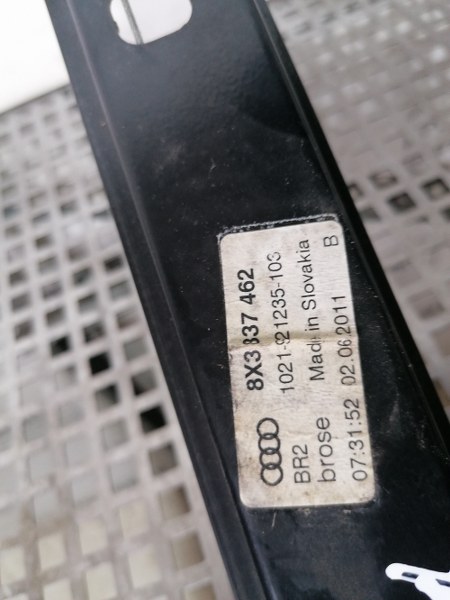 8X3 837 462
1021-921235-103
BR2 Made in Slovakia
brose B
07:31:52 02.06.2011